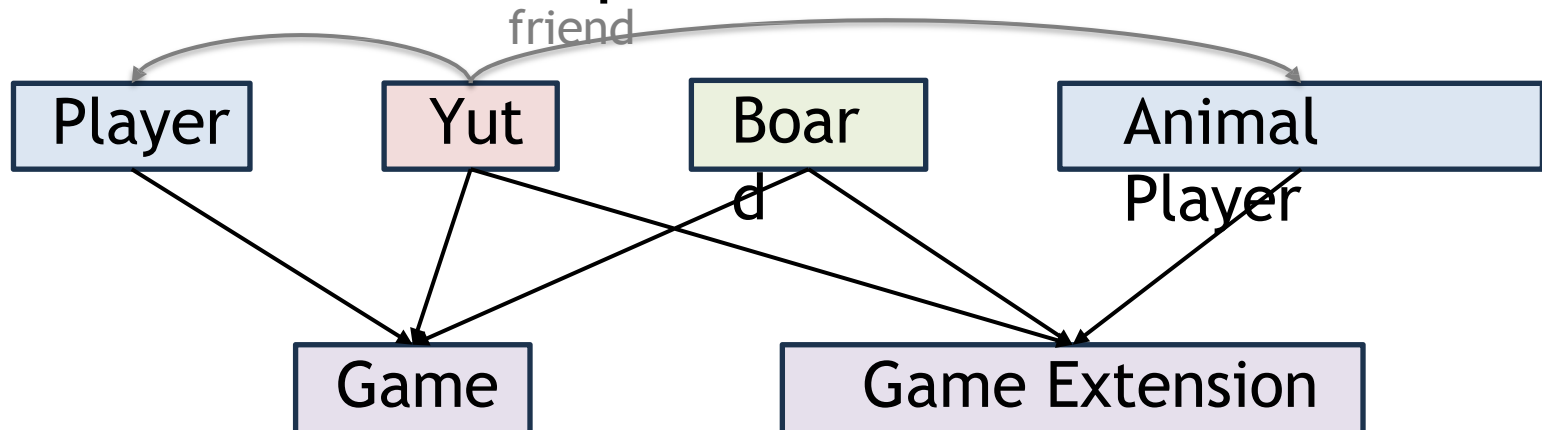 friend
Player
Yut
Boar
d
Animal
Player
Game
Game Extension